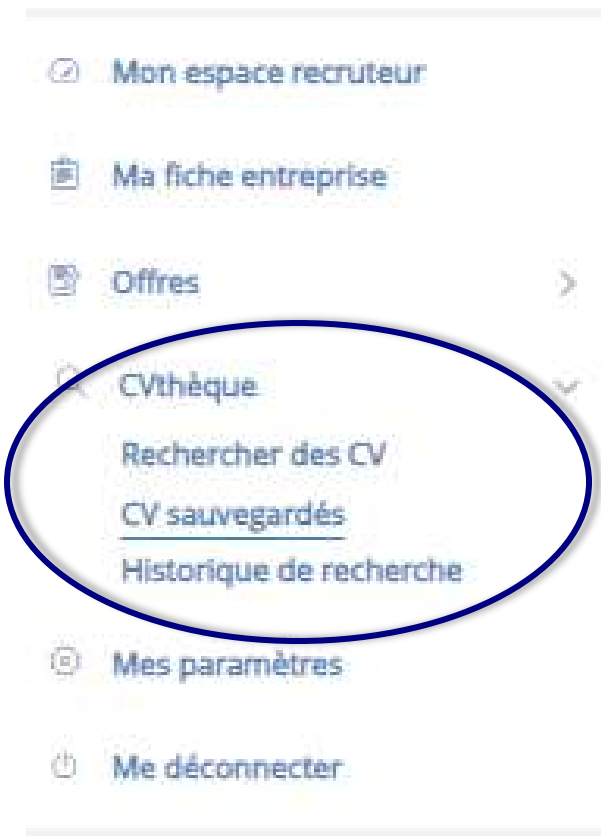 Mon espace recruteur
Ma fiche entreprise
Offres
CVthèque
Rechercher des CV
CV sauvegardés
Historique de recherche
Mes paramètres
Me déconnecter